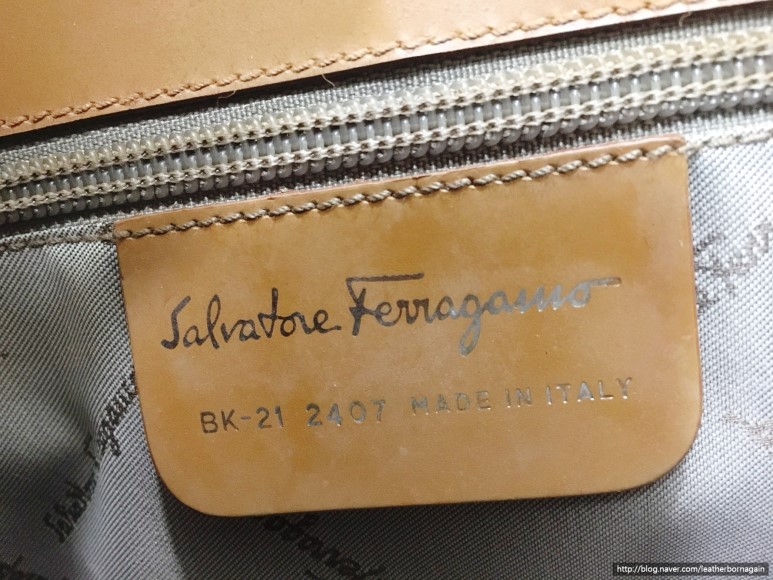 Salvatore Ferragamo
BK-21 2407 MADE IN ITALY
http://blog.naver.com/leatherbornagain